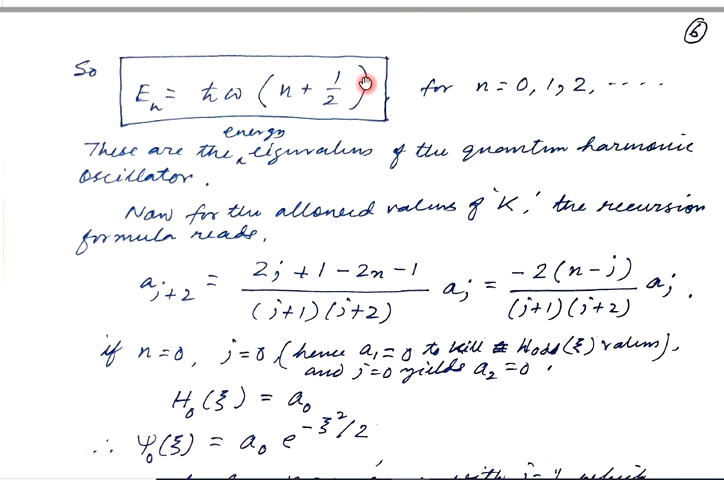 6
So E_n = ħω (n + 1/2), for n = 0, 1, 2, ----.
energy
These are the ‸ eigenvalues of the quantum harmonic
oscillator.
Now for the allowed values of 'K', the recursion
formula reads,
a_{j+2} = (2j + 1 - 2n - 1)/((j+1)(j+2)) a_j = (-2(n-j))/((j+1)(j+2)) a_j .
if n=0, j=0 (hence a_1 = 0 to kill H_odd(ξ) values),
and j=0 yields a_2 = 0.
H_0(ξ) = a_0
∴ Ψ_0(ξ) = a_0 e^{-ξ²/2}